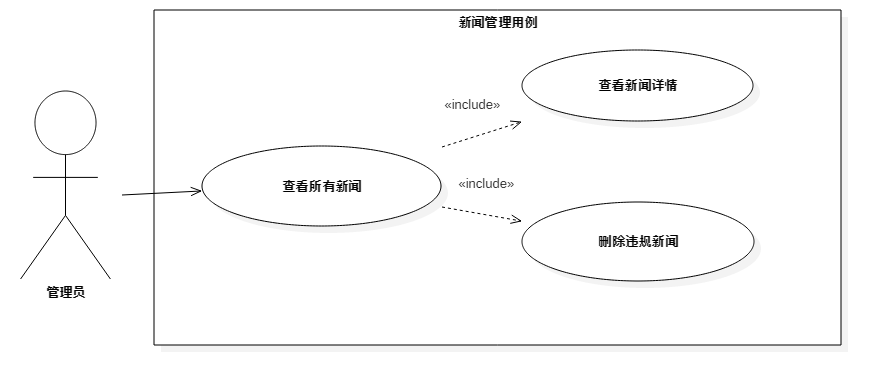 新闻管理用例
查看新闻详情
«include»
查看所有新闻
«include»
删除违规新闻
管理员